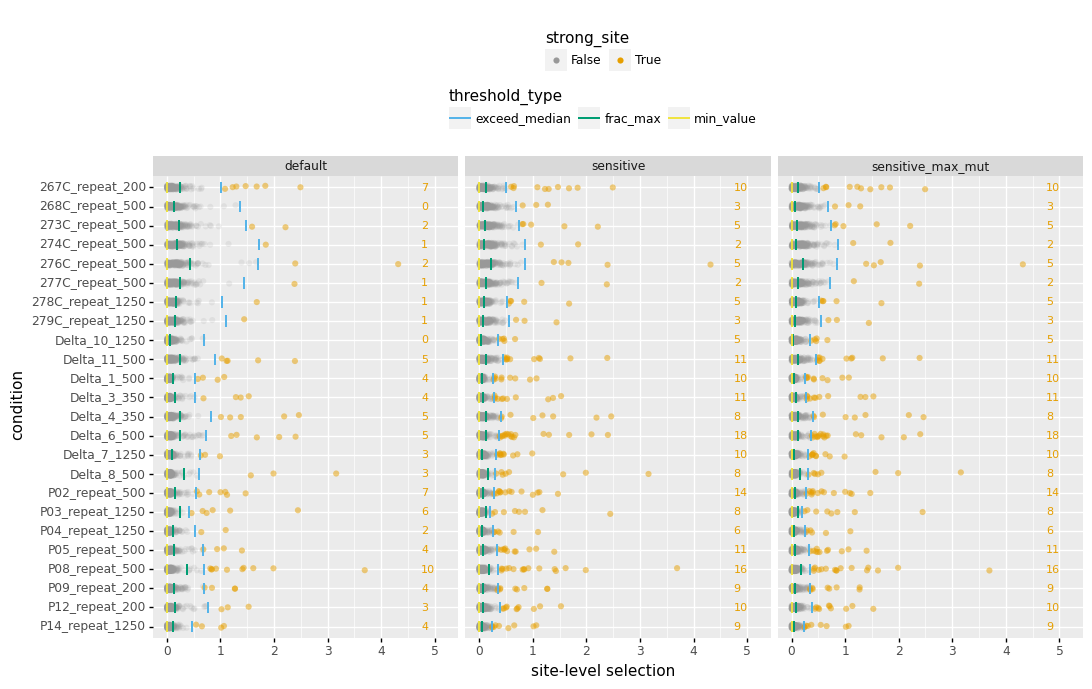 strong_site
False True
threshold_type
exceed_median frac_max min_value
default sensitive sensitive_max_mut
267C_repeat_200 7 10 10
268C_repeat_500 0 3 3
273C_repeat_500 2 5 5
274C_repeat_500 1 2 2
276C_repeat_500 2 5 5
277C_repeat_500 1 2 2
278C_repeat_1250 1 5 5
279C_repeat_1250 1 3 3
Delta_10_1250 0 5 5
Delta_11_500 5 11 11
Delta_1_500 4 10 10
Delta_3_350 4 11 11
Delta_4_350 5 8 8
Delta_6_500 5 18 18
Delta_7_1250 3 10 10
Delta_8_500 3 8 8
P02_repeat_500 7 14 14
P03_repeat_1250 6 8 8
P04_repeat_1250 2 6 6
P05_repeat_500 4 11 11
P08_repeat_500 10 16 16
P09_repeat_200 4 9 9
P12_repeat_200 3 10 10
P14_repeat_1250 4 9 9
condition
0 1 2 3 4 5 0 1 2 3 4 5 0 1 2 3 4 5
site-level selection